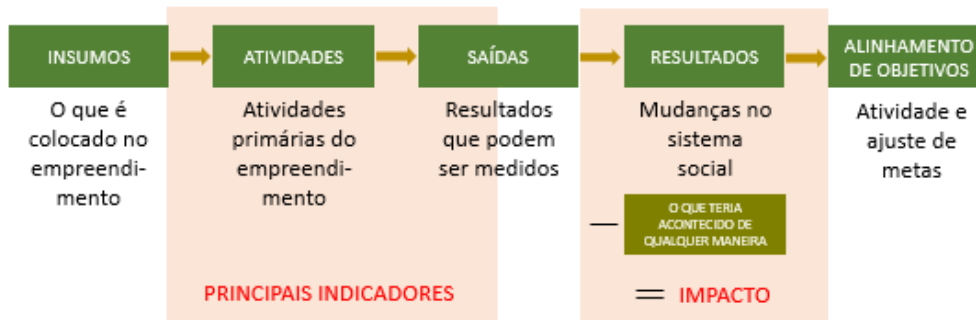 INSUMOS
O que é
colocado no
empreendi-
mento
ATIVIDADES
Atividades
primárias do
empreendi-
mento
SAÍDAS
Resultados
que podem
ser medidos
RESULTADOS
Mudanças no
sistema
social
— O QUE TERIA
ACONTECIDO DE
QUALQUER MANEIRA
ALINHAMENTO
DE OBJETIVOS
Atividade e
ajuste de
metas
PRINCIPAIS INDICADORES
= IMPACTO